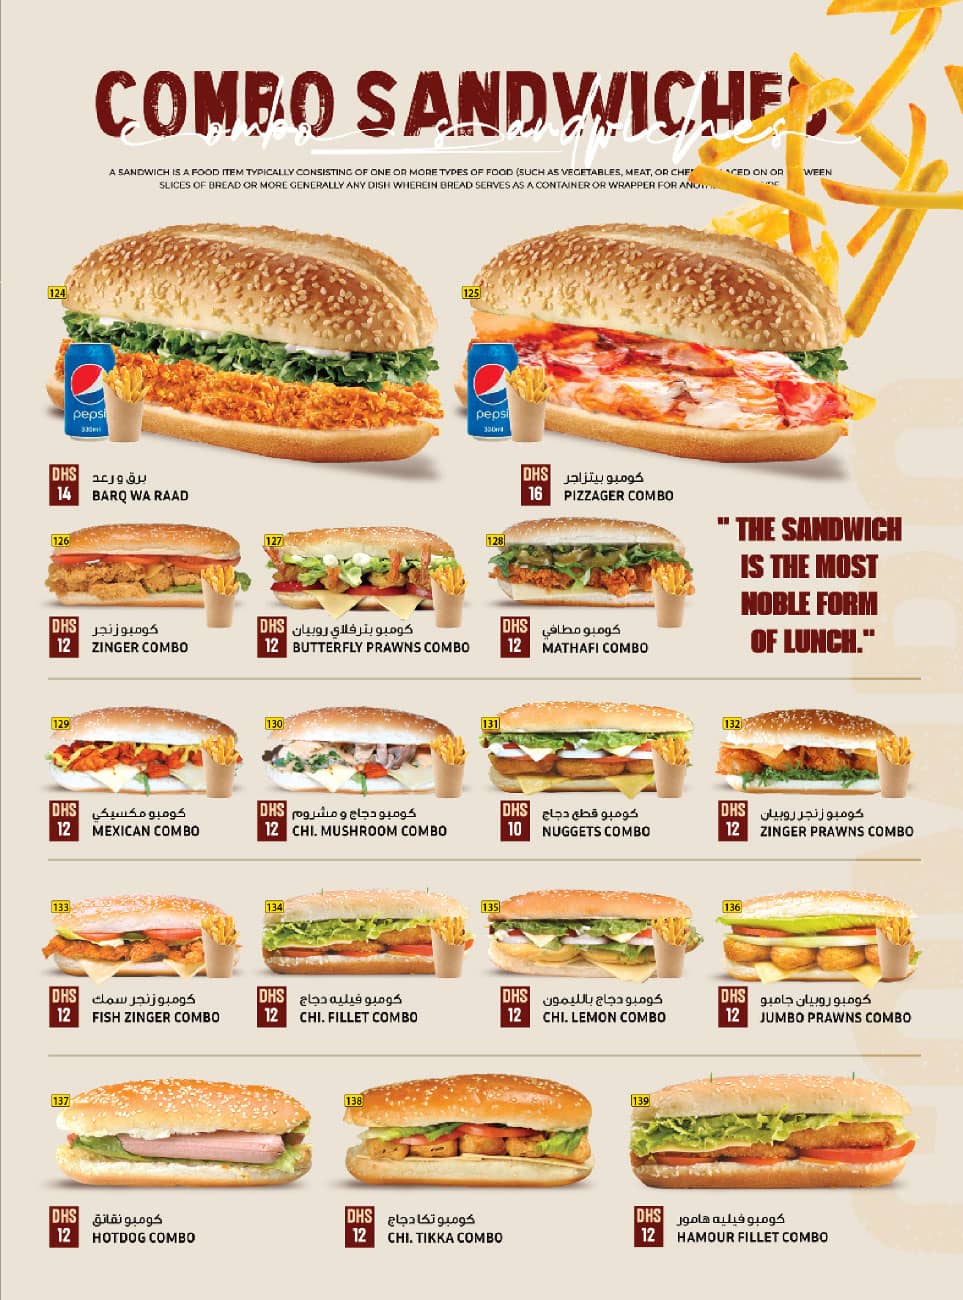 COMBO SANDWICHES
combo sandwiches
A SANDWICH IS A FOOD ITEM TYPICALLY CONSISTING OF ONE OR MORE TYPES OF FOOD (SUCH AS VEGETABLES, MEAT, OR ON OR
SLICES OF BREAD OR MORE GENERALLY ANY DISH WHEREIN BREAD SERVES AS A CONTAINER OR WRAPPER FOR
124
125
pepsi
330ml
pepsi
330ml
DHS 14
برق و رعد
BARQ WA RAAD
DHS 16
كومبو بيتزاجر
PIZZAGER COMBO
" THE SANDWICH
IS THE MOST
NOBLE FORM
OF LUNCH."
126
127
128
DHS 12
كومبو زنجر
ZINGER COMBO
DHS 12
كومبو بترفلاي روبيان
BUTTERFLY PRAWNS COMBO
DHS 12
كومبو مطافي
MATHAFI COMBO
129
130
131
132
DHS 12
كومبو مكسيكي
MEXICAN COMBO
DHS 12
كومبو دجاج و مشروم
CHI. MUSHROOM COMBO
DHS 10
كومبو قطع دجاج
NUGGETS COMBO
DHS 12
كومبو زنجر روبيان
ZINGER PRAWNS COMBO
133
134
135
136
DHS 12
كومبو زنجر سمك
FISH ZINGER COMBO
DHS 12
كومبو فيليه دجاج
CHI. FILLET COMBO
DHS 12
كومبو دجاج بالليمون
CHI. LEMON COMBO
DHS 12
كومبو روبيان جامبو
JUMBO PRAWNS COMBO
137
138
139
DHS 12
كومبو نقانق
HOTDOG COMBO
DHS 12
كومبو تكا دجاج
CHI. TIKKA COMBO
DHS 12
كومبو فيليه هامور
HAMOUR FILLET COMBO